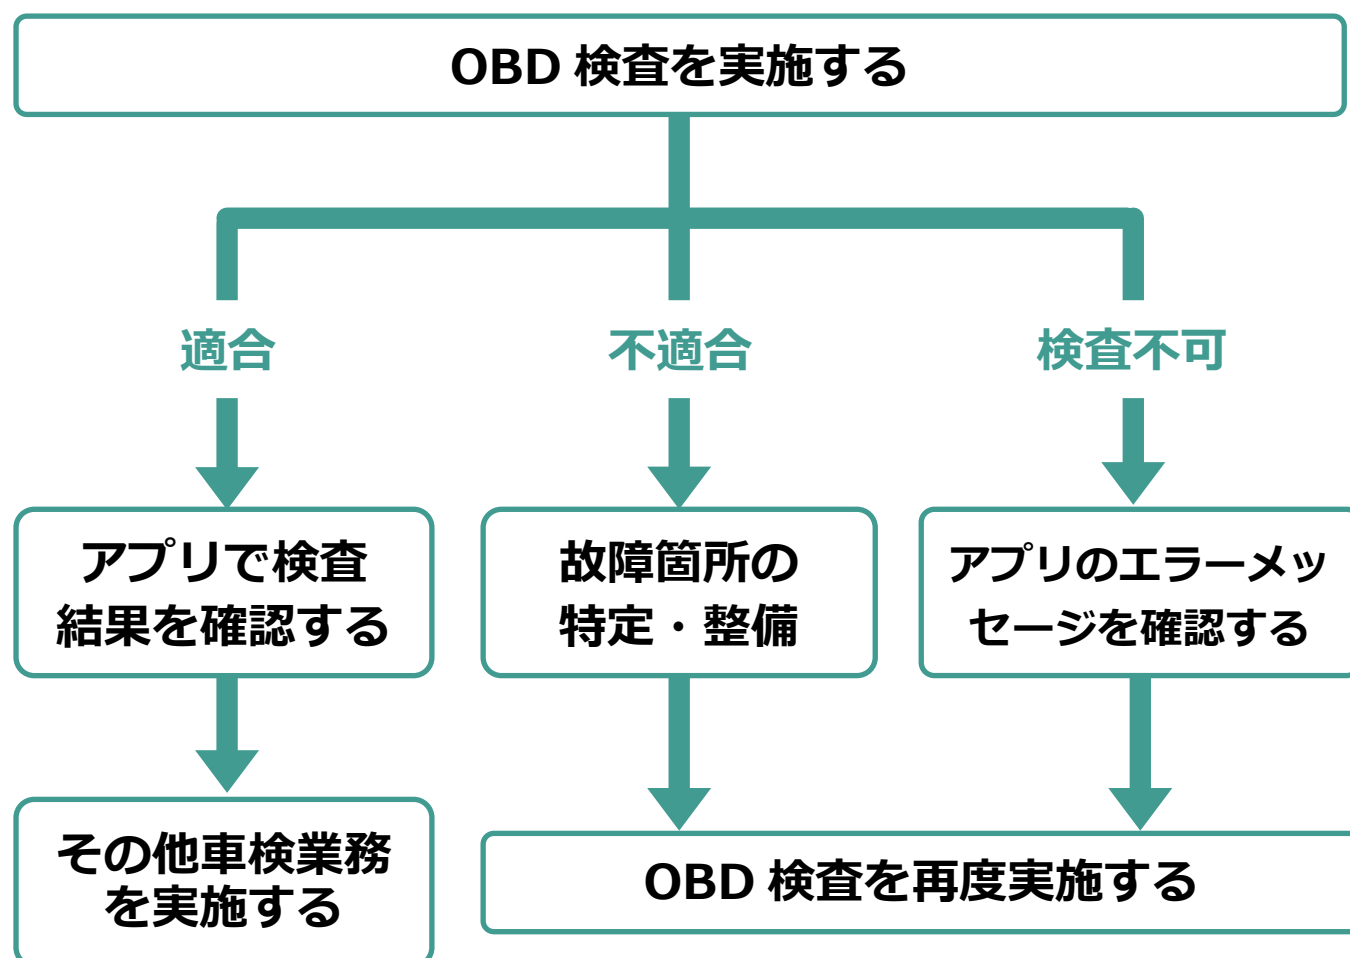 OBD 検査を実施する
適合
不適合
検査不可
アプリで検査
結果を確認する
故障箇所の
特定・整備
アプリのエラーメッ
セージを確認する
その他車検業務
を実施する
OBD 検査を再度実施する